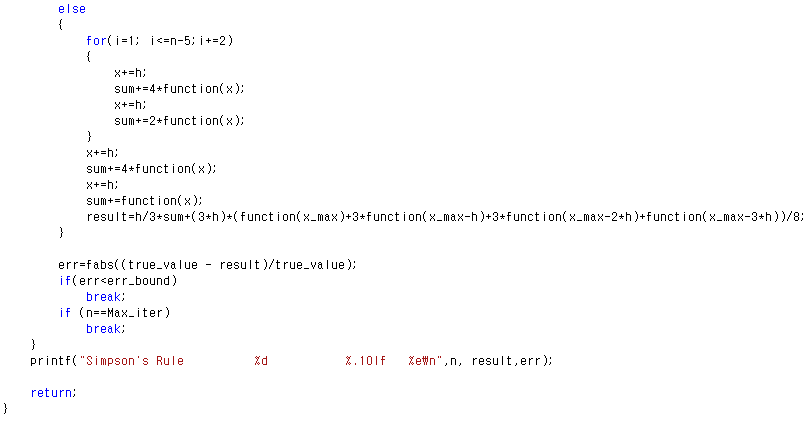 else
{
for(i=1; i<=n-5;i+=2)
{
x+=h;
sum+=4*function(x);
x+=h;
sum+=2*function(x);
}
x+=h;
sum+=4*function(x);
x+=h;
sum+=function(x);
result=h/3*sum+(3*h)*(function(x_max)+3*function(x_max-h)+3*function(x_max-2*h)+function(x_max-3*h))/8;
}
err=fabs((true_value - result)/true_value);
if(err<err_bound)
break;
if (n==Max_iter)
break;
}
printf("Simpson's Rule %d %.10lf %e₩n",n, result,err);
return;
}